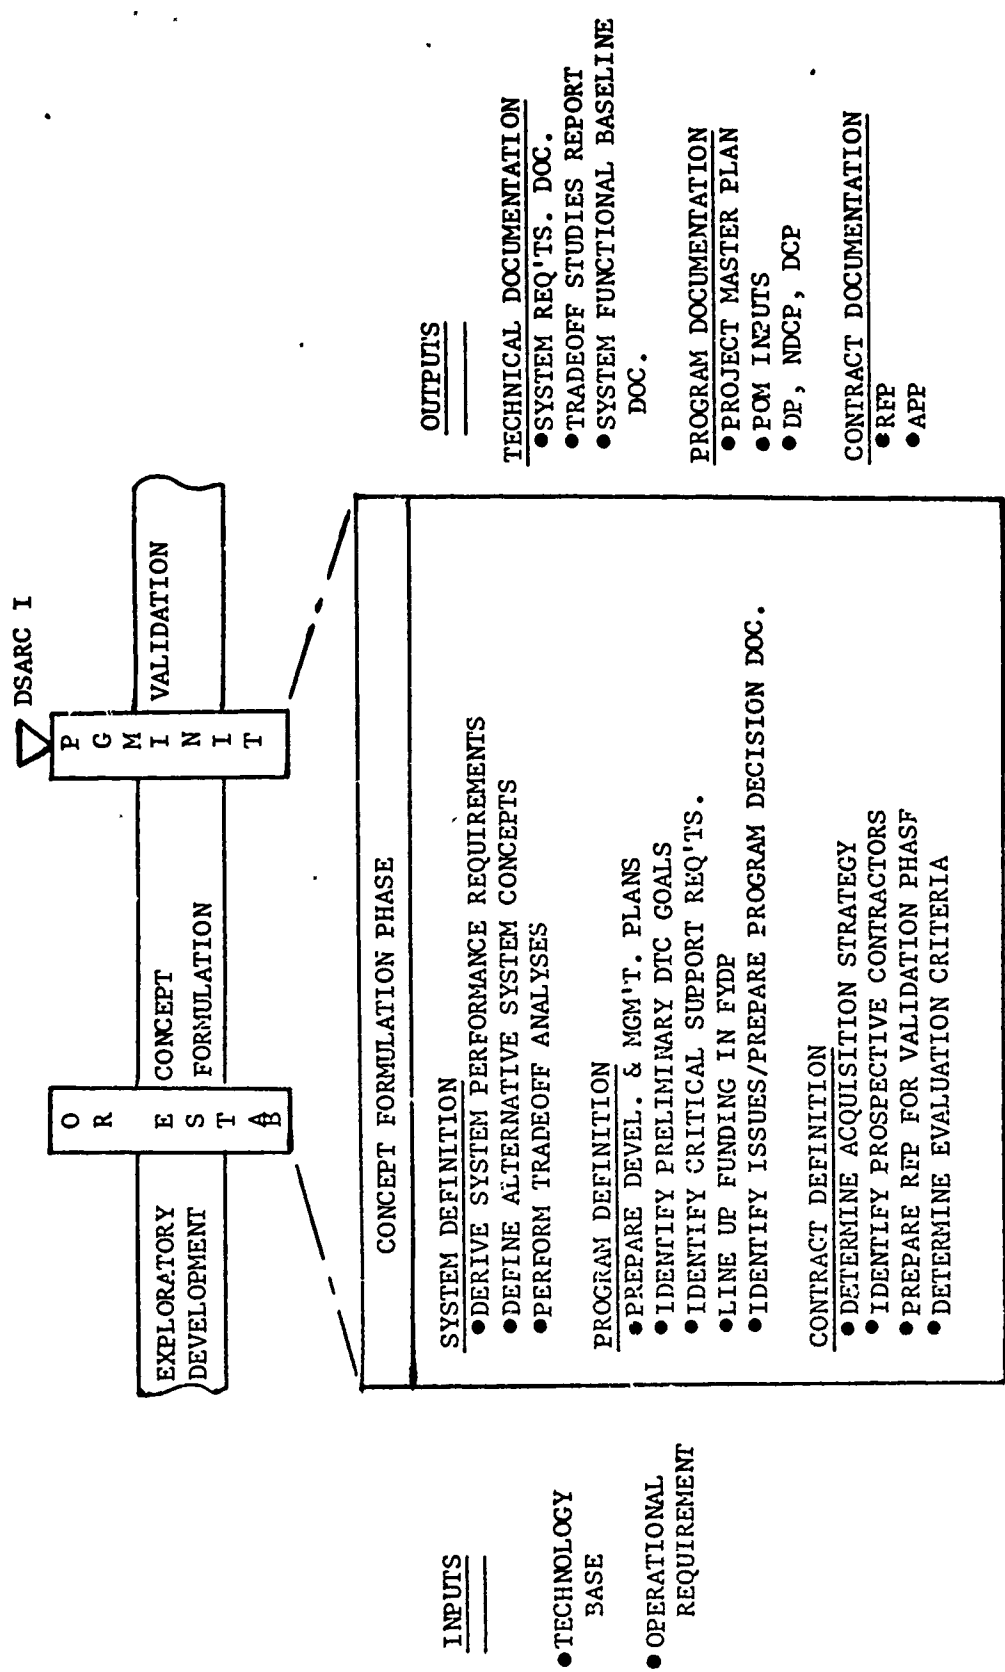 DSARC I
EXPLORATORY
DEVELOPMENT
OR ESTAB
CONCEPT
FORMULATION
PGM INIT
VALIDATION
INPUTS
●TECHNOLOGY
BASE
●OPERATIONAL
REQUIREMENT
CONCEPT FORMULATION PHASE
SYSTEM DEFINITION
●DERIVE SYSTEM PERFORMANCE REQUIREMENTS
●DEFINE ALTERNATIVE SYSTEM CONCEPTS
●PERFORM TRADEOFF ANALYSES
PROGRAM DEFINITION
●PREPARE DEVEL. & MGM'T. PLANS
●IDENTIFY PRELIMINARY DTC GOALS
●IDENTIFY CRITICAL SUPPORT REQ'TS.
●LINE UP FUNDING IN FYDP
●IDENTIFY ISSUES/PREPARE PROGRAM DECISION DOC.
CONTRACT DEFINITION
●DETERMINE ACQUISITION STRATEGY
●IDENTIFY PROSPECTIVE CONTRACTORS
●PREPARE RFP FOR VALIDATION PHASE
●DETERMINE EVALUATION CRITERIA
OUTPUTS
TECHNICAL DOCUMENTATION
●SYSTEM REQ'TS. DOC.
●TRADEOFF STUDIES REPORT
●SYSTEM FUNCTIONAL BASELINE
DOC.
PROGRAM DOCUMENTATION
●PROJECT MASTER PLAN
●POM INPUTS
●DP, NDCP, DCP
CONTRACT DOCUMENTATION
●RFP
●APP